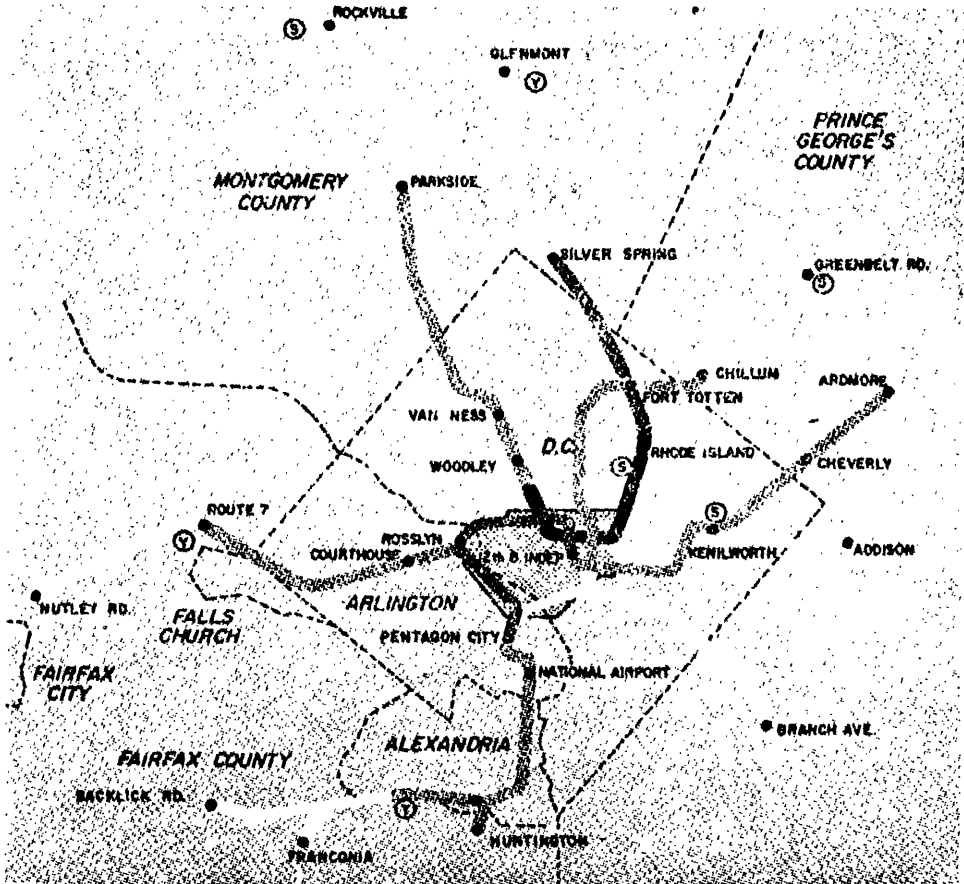 ROCKVILLE
S
GLENMONT
Y
PRINCE
GEORGE'S
COUNTY
MONTGOMERY
COUNTY
PARKSIDE
SILVER SPRING
GREENBELT RD.
CHILLUM
ARDMORE
FORT TOTTEN
VAN NESS
D.C.
RHODE ISLAND
WOODLEY
S
CHEVERLY
ROUTE 7
S
Y
ROSSLYN
COURTHOUSE
12th & INDEP
KENILWORTH
ADDISON
NUTLEY RD.
FALLS
CHURCH
ARLINGTON
PENTAGON CITY
FAIRFAX
CITY
NATIONAL AIRPORT
BRANCH AVE.
FAIRFAX COUNTY
ALEXANDRIA
BACKLICK RD.
Y
HUNTINGTON
FRANCONIA